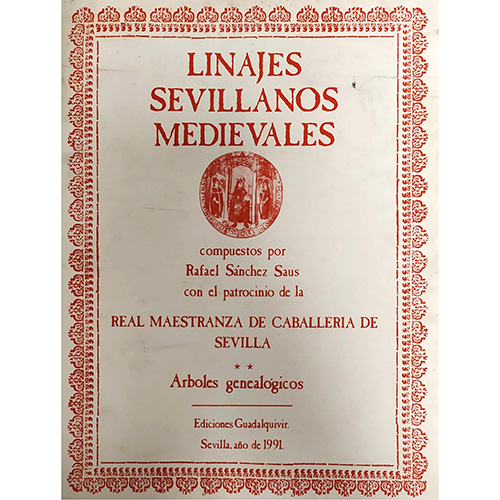 LINAJES
SEVILLANOS
MEDIEVALES
compuestos por
Rafael Sánchez Saus
con el patrocinio de la
REAL MAESTRANZA DE CABALLERIA DE
SEVILLA
* *
Arboles genealógicos
Ediciones Guadalquivir.
Sevilla, año de 1991.